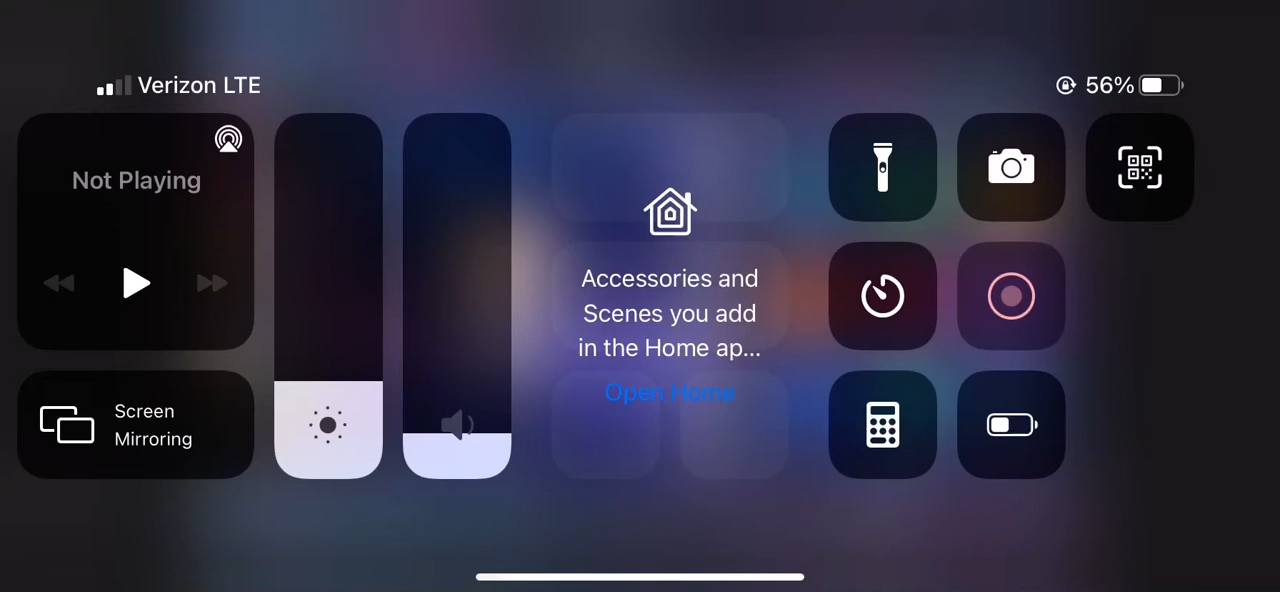 Verizon LTE
56%
Not Playing
Screen
Mirroring
Accessories and
Scenes you add
in the Home ap...
Open Home